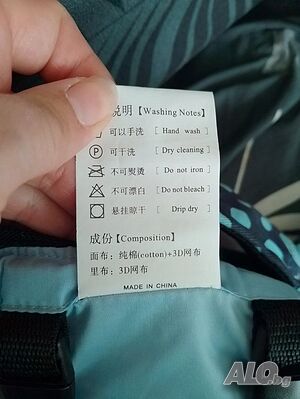 说明【Washing Notes】
可以手洗 [ Hand wash ]
Ⓟ 可干洗 [ Dry cleaning ]
不可熨烫 [ Do not iron ]
不可漂白 [ Do not bleach ]
悬挂晾干 [ Drip dry ]
成份【Composition】
面布：纯棉(cotton)+3D网布
里布：3D网布
MADE IN CHINA
ALO.bg